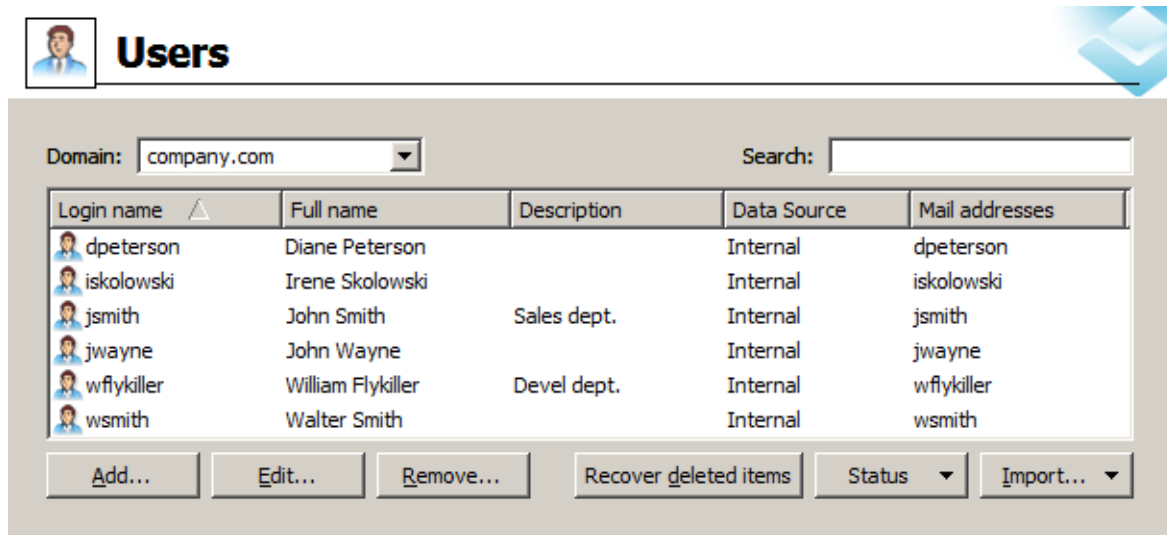 Users
Domain: company.com Search:
Login name Full name Description Data Source Mail addresses
dpeterson Diane Peterson Internal dpeterson
iskolowski Irene Skolowski Internal iskolowski
jsmith John Smith Sales dept. Internal jsmith
jwayne John Wayne Internal jwayne
wflykiller William Flykiller Devel dept. Internal wflykiller
wsmith Walter Smith Internal wsmith
Add... Edit... Remove... Recover deleted items Status Import...